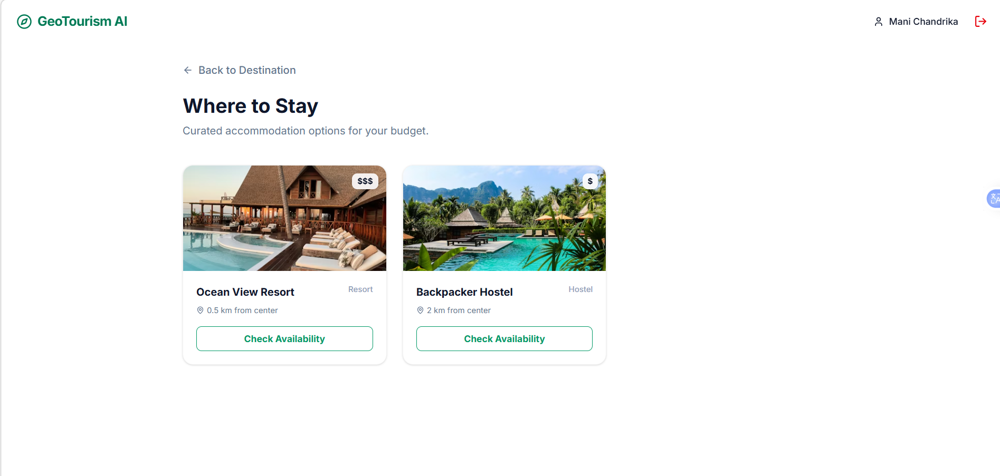 GeoTourism AI
Mani Chandrika
Back to Destination
Where to Stay
Curated accommodation options for your budget.
$$$
$
Ocean View Resort
Resort
0.5 km from center
Check Availability
Backpacker Hostel
Hostel
2 km from center
Check Availability